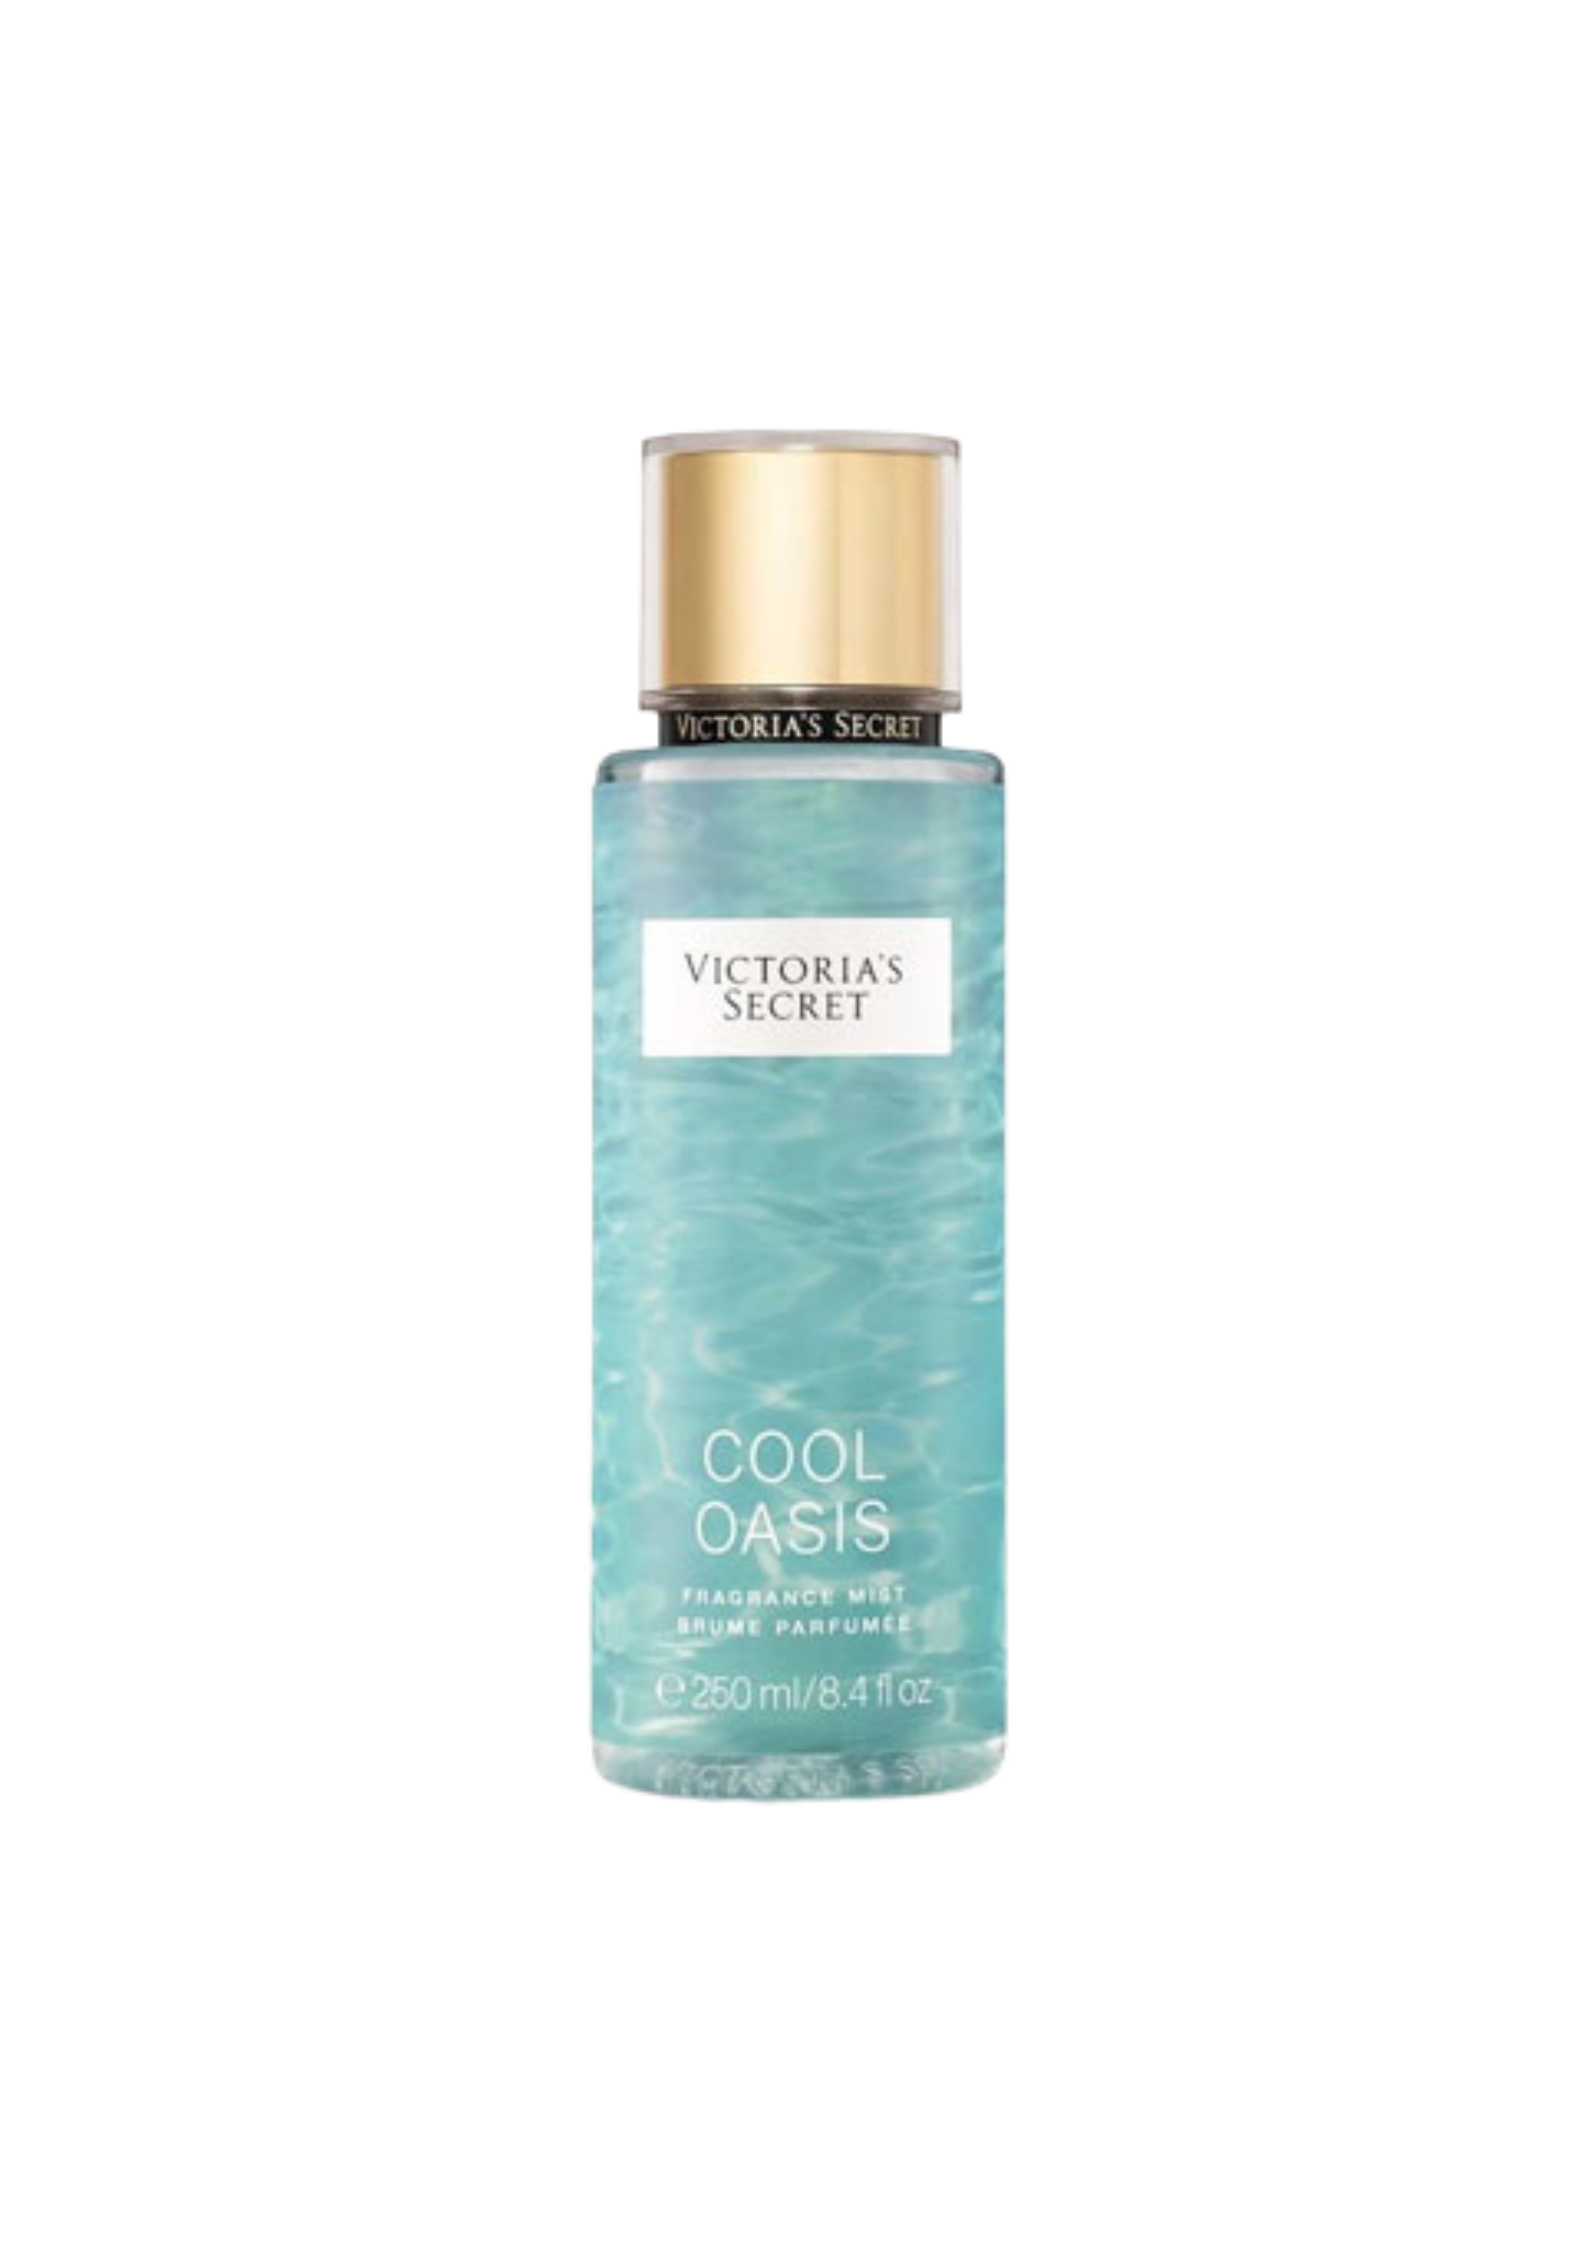 VICTORIA'S SECRET
VICTORIA'S
SECRET
COOL
OASIS
FRAGRANCE MIST
BRUME PARFUMÉE
℮ 250 ml/8.4 fl oz